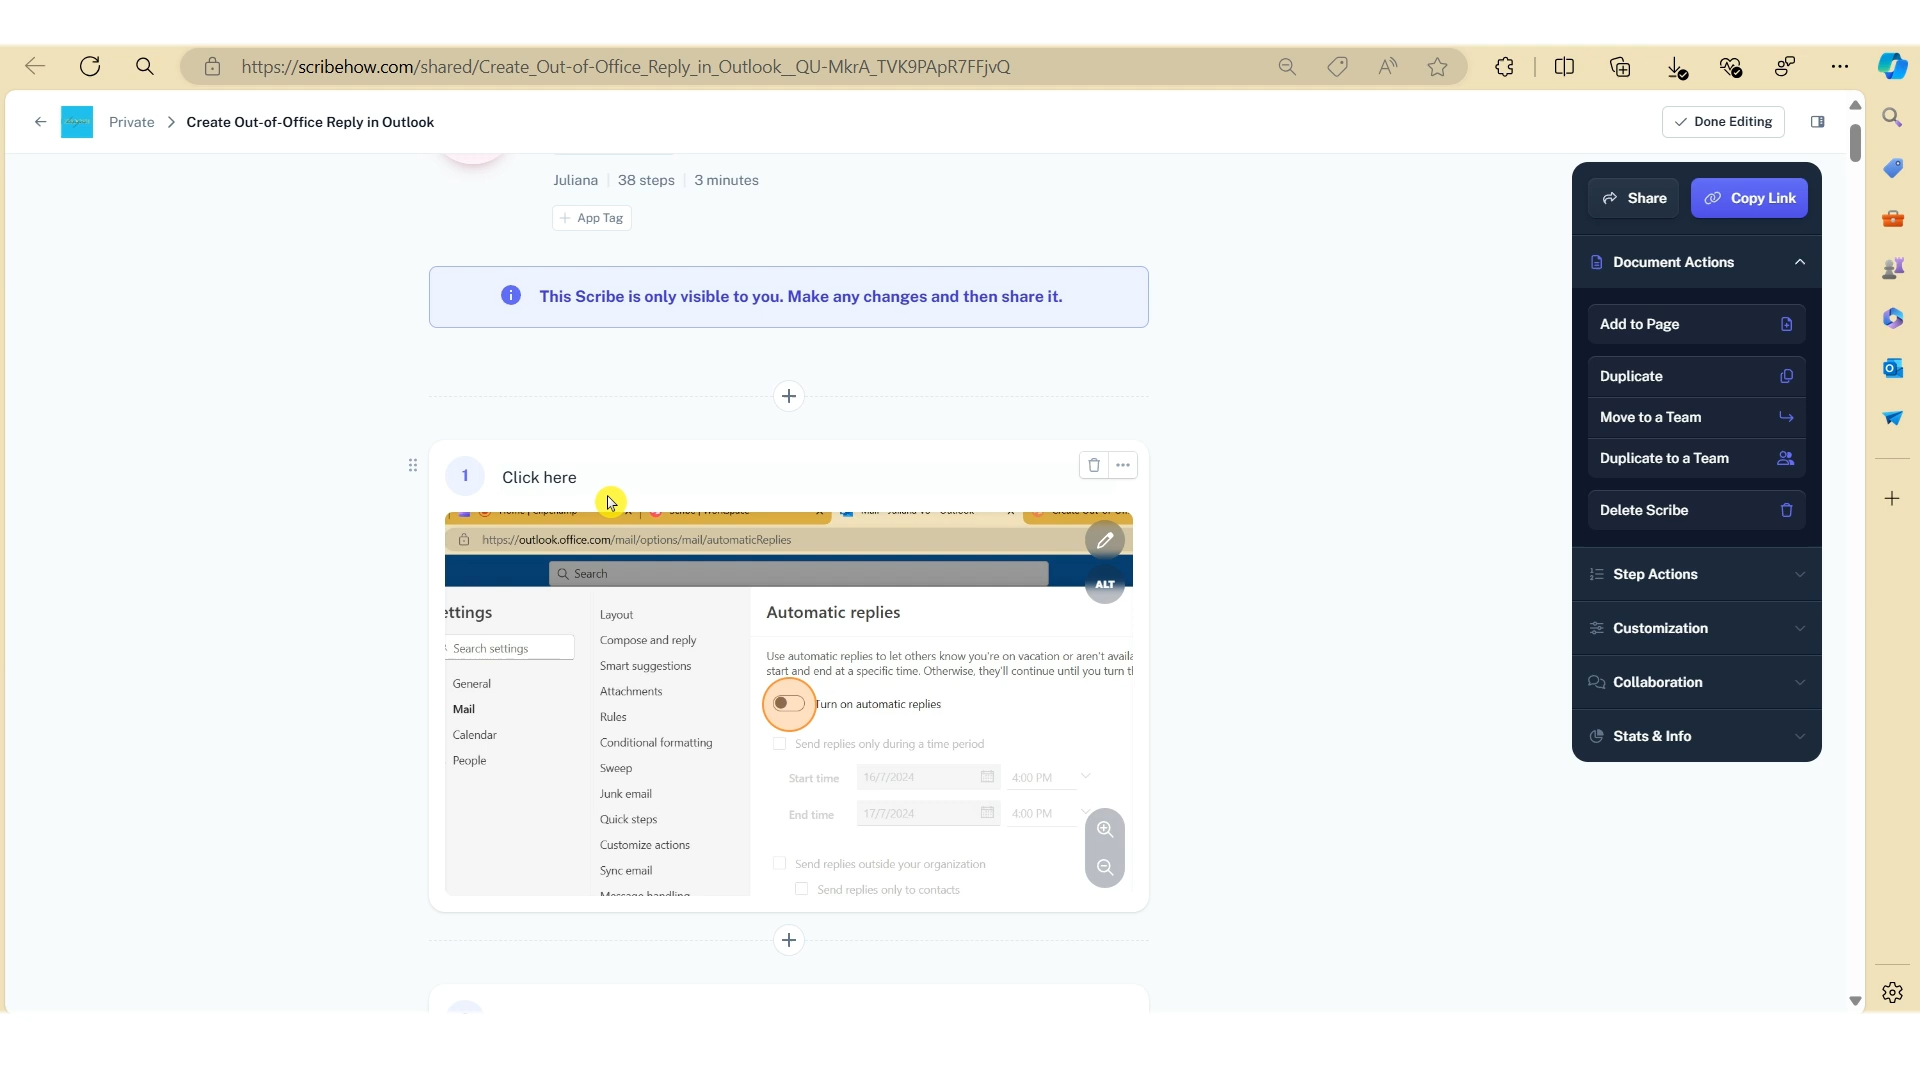 https://scribehow.com/shared/Create_Out-of-Office_Reply_in_Outlook__QU-MkrA_TVK9PApR7FFjvQ
Private > Create Out-of-Office Reply in Outlook
Done Editing
Juliana | 38 steps | 3 minutes
+ App Tag
This Scribe is only visible to you. Make any changes and then share it.
1 Click here
https://outlook.office.com/mail/options/mail/automaticReplies
Search
ALT
ettings
Search settings
General
Mail
Calendar
People
Layout
Compose and reply
Smart suggestions
Attachments
Rules
Conditional formatting
Sweep
Junk email
Quick steps
Customize actions
Sync email
Message handling
Automatic replies
Use automatic replies to let others know you're on vacation or aren't availa
start and end at a specific time. Otherwise, they'll continue until you turn th
Turn on automatic replies
Send replies only during a time period
Start time 16/7/2024 4:00 PM
End time 17/7/2024 4:00 PM
Send replies outside your organization
Send replies only to contacts
Share
Copy Link
Document Actions
Add to Page
Duplicate
Move to a Team
Duplicate to a Team
Delete Scribe
Step Actions
Customization
Collaboration
Stats & Info